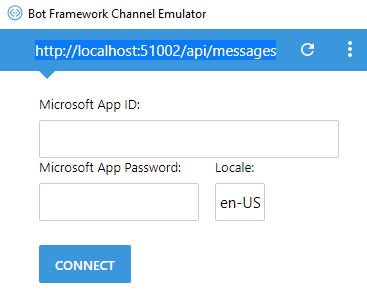 Bot Framework Channel Emulator
http://localhost:51002/api/messages
Microsoft App ID:
Microsoft App Password: Locale:
en-US
CONNECT